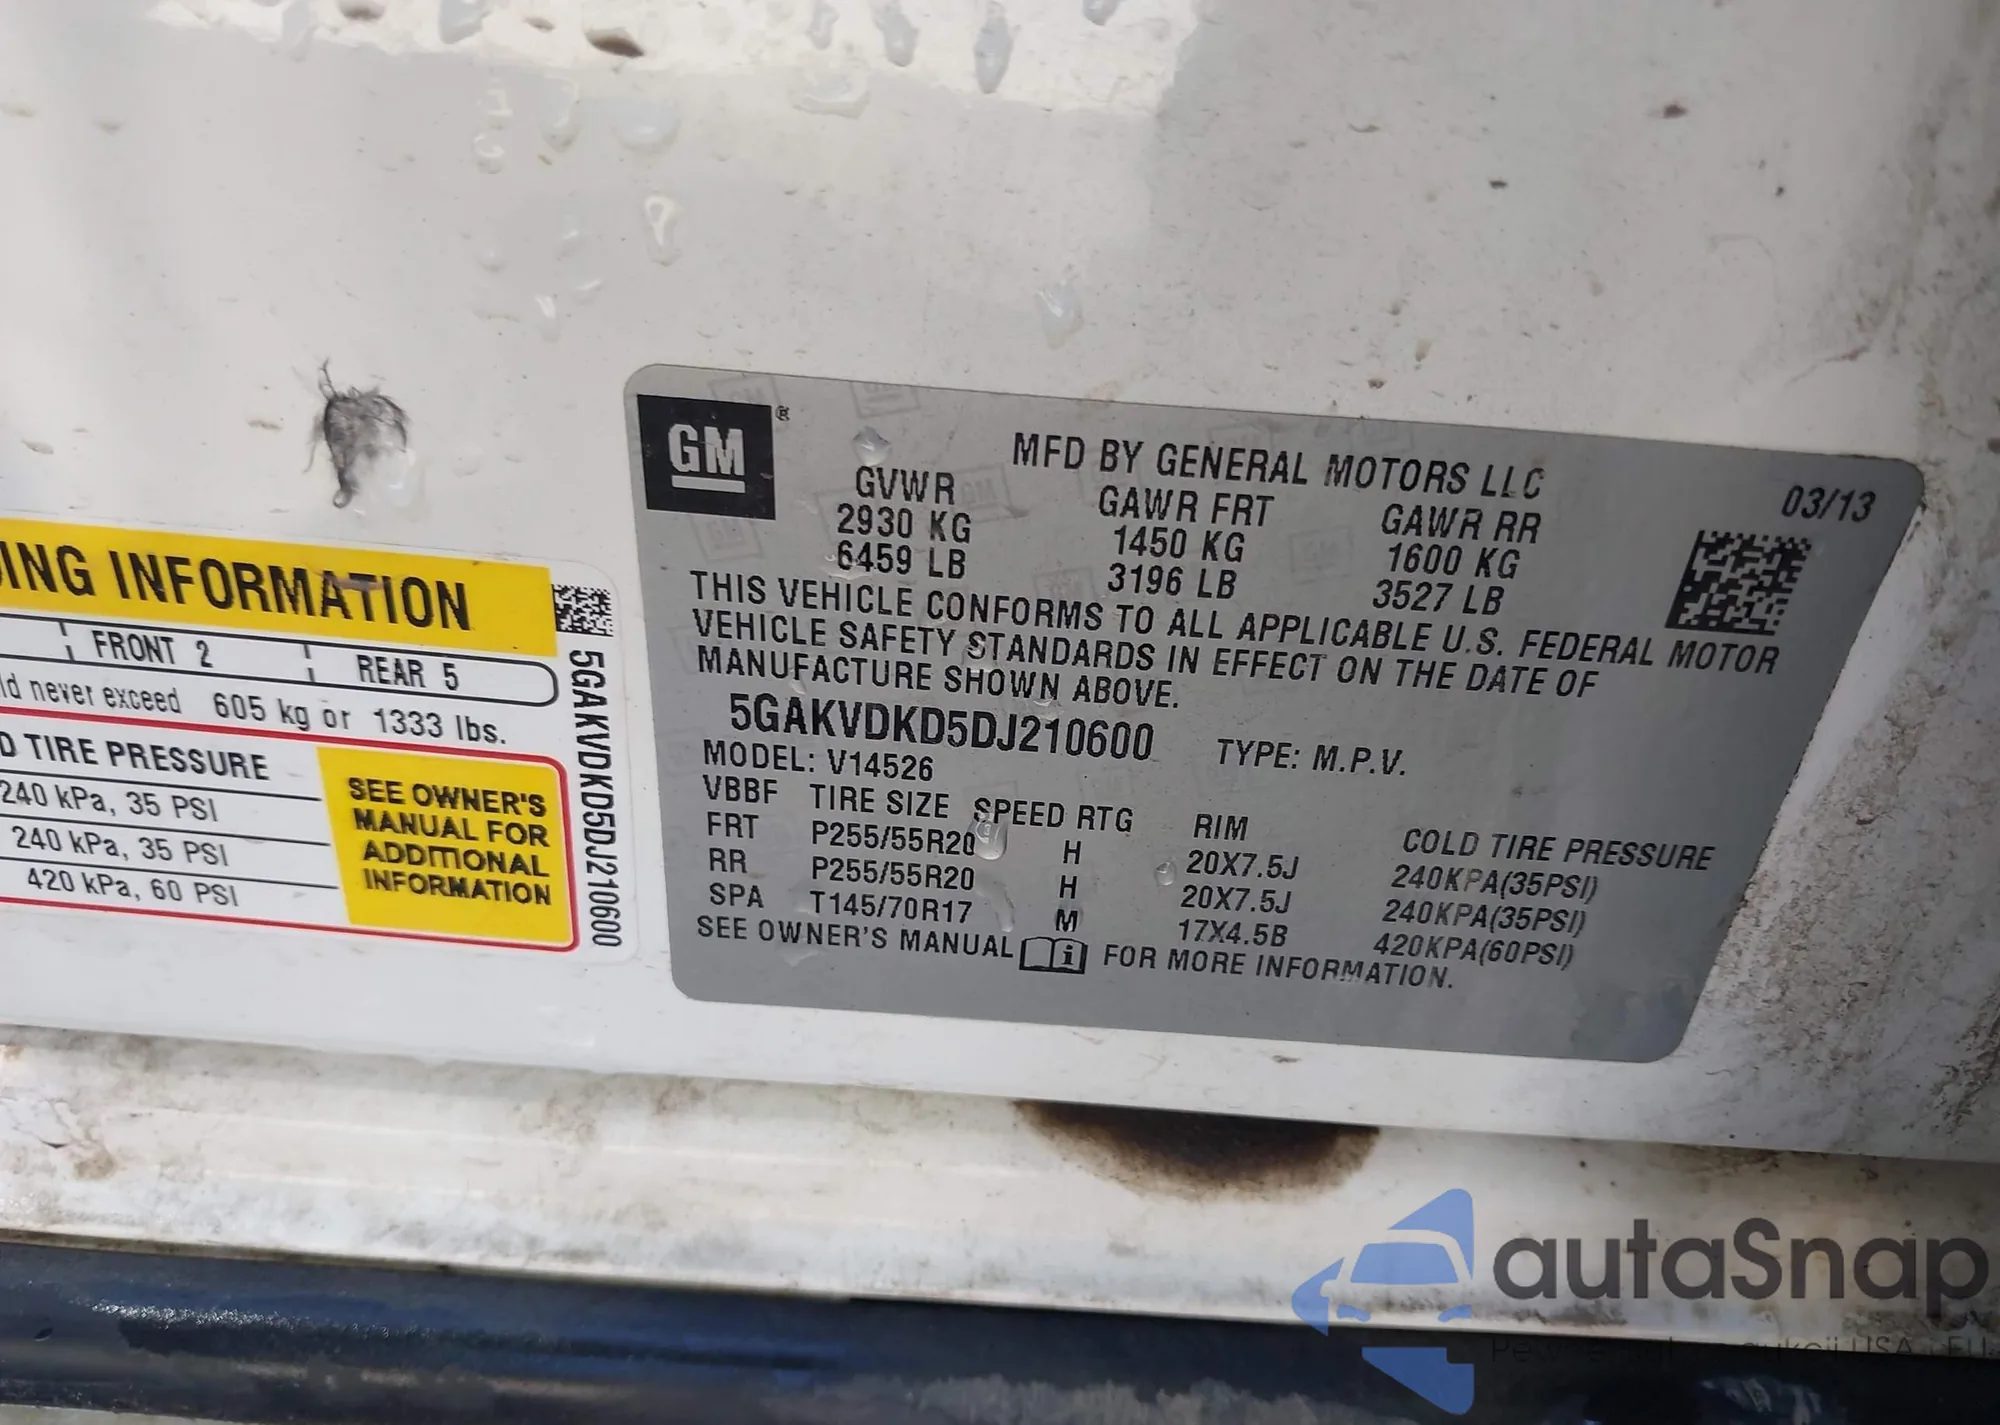 ING INFORMATION
FRONT 2
REAR 5
ld never exceed 605 kg or 1333 lbs.
D TIRE PRESSURE
240 kPa, 35 PSI
240 kPa, 35 PSI
420 kPa, 60 PSI
SEE OWNER'S
MANUAL FOR
ADDITIONAL
INFORMATION
5GAKVDKD5DJ210600
GM®
MFD BY GENERAL MOTORS LLC
03/13
GVWR GAWR FRT GAWR RR
2930 KG 1450 KG 1600 KG
6459 LB 3196 LB 3527 LB
THIS VEHICLE CONFORMS TO ALL APPLICABLE U.S. FEDERAL MOTOR
VEHICLE SAFETY STANDARDS IN EFFECT ON THE DATE OF
MANUFACTURE SHOWN ABOVE.
5GAKVDKD5DJ210600 TYPE: M.P.V.
MODEL: V14526
VBBF TIRE SIZE SPEED RTG RIM COLD TIRE PRESSURE
FRT P255/55R20 H 20X7.5J 240KPA(35PSI)
RR P255/55R20 H 20X7.5J 240KPA(35PSI)
SPA T145/70R17 M 17X4.5B 420KPA(60PSI)
SEE OWNER'S MANUAL i FOR MORE INFORMATION.
autaSnap
USA